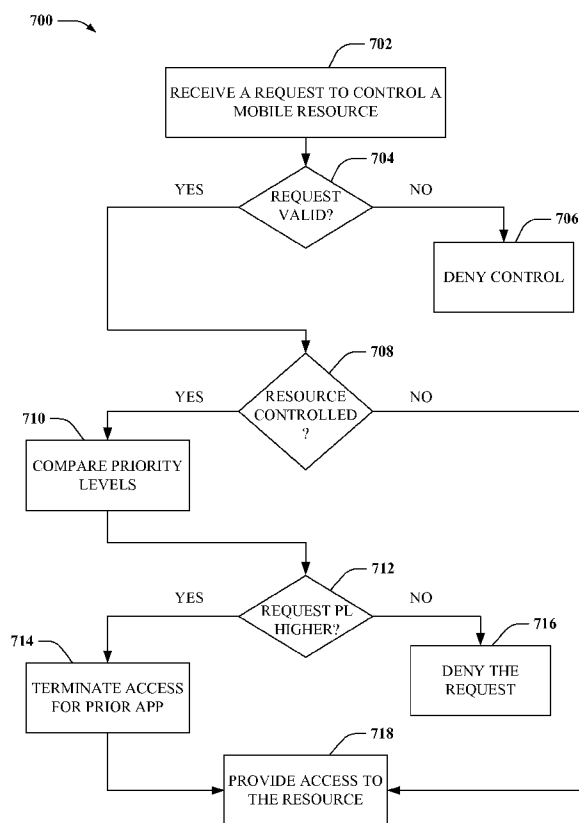 700
702
RECEIVE A REQUEST TO CONTROL A
MOBILE RESOURCE
704
YES
REQUEST
VALID?
NO
706
DENY CONTROL
708
YES
RESOURCE
CONTROLLED
?
NO
710
COMPARE PRIORITY
LEVELS
712
YES
REQUEST PL
HIGHER?
NO
714
TERMINATE ACCESS
FOR PRIOR APP
716
DENY THE
REQUEST
718
PROVIDE ACCESS TO
THE RESOURCE